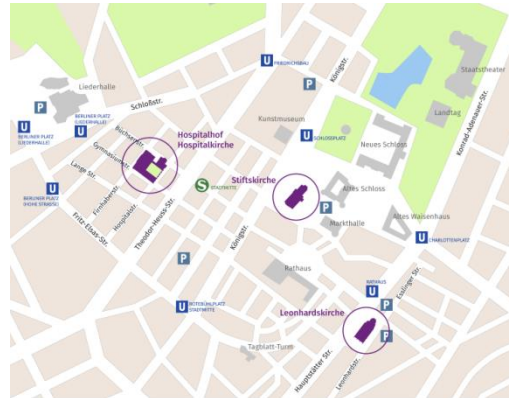 Liederhalle
P
U
BERLINER PLATZ
(LIEDERHALLE)
U
BERLINER PLATZ
(LIEDERHALLE)
Schloßstr.
U
FRIEDRICHSBAU
P
Königstr.
Staatstheater
Landtag
Konrad-Adenauer-Str.
Kunstmuseum
U
SCHLOSSPLATZ
Neues Schloss
Büchsenstr.
Hospitalhof
Hospitalkirche
Gymnasiumstr.
Lange Str.
U
BERLINER PLATZ
(HOHE STRASSE)
Firnhaberstr.
Hospitalstr.
Fritz-Elsas-Str.
Theodor-Heuss-Str.
S
STADTMITTE
Stiftskirche
Altes Schloss
P
Markthalle
Altes Waisenhaus
U
CHARLOTTENPLATZ
Königstr.
P
Rathaus
U
RATHAUS
P
Esslinger Str.
U
ROTEBÜHLPLATZ
STADTMITTE
Leonhardskirche
P
Tagblatt-Turm
Hauptstätter Str.
Leonhardstr.